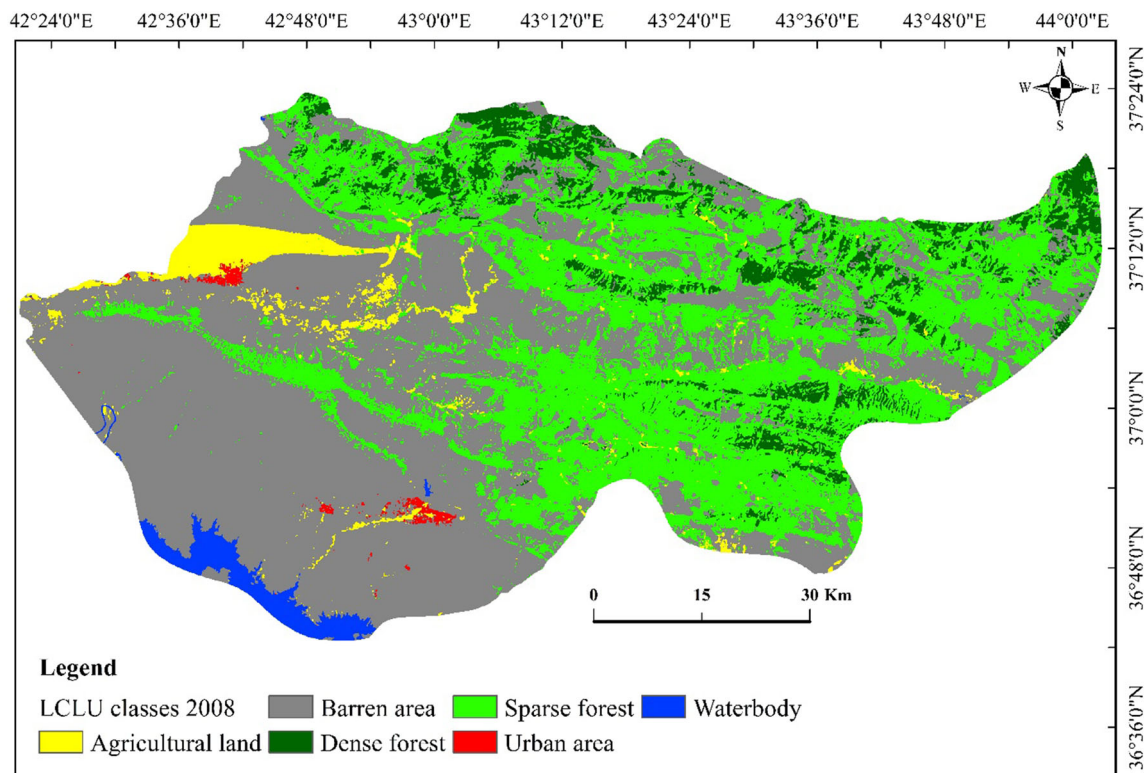 42°24'0"E 42°36'0"E 42°48'0"E 43°0'0"E 43°12'0"E 43°24'0"E 43°36'0"E 43°48'0"E 44°0'0"E
N
W E
S
37°24'0"N
37°12'0"N
37°0'0"N
36°48'0"N
36°36'0"N
0 15 30 Km
Legend
LCLU classes 2008 Barren area Sparse forest Waterbody
Agricultural land Dense forest Urban area